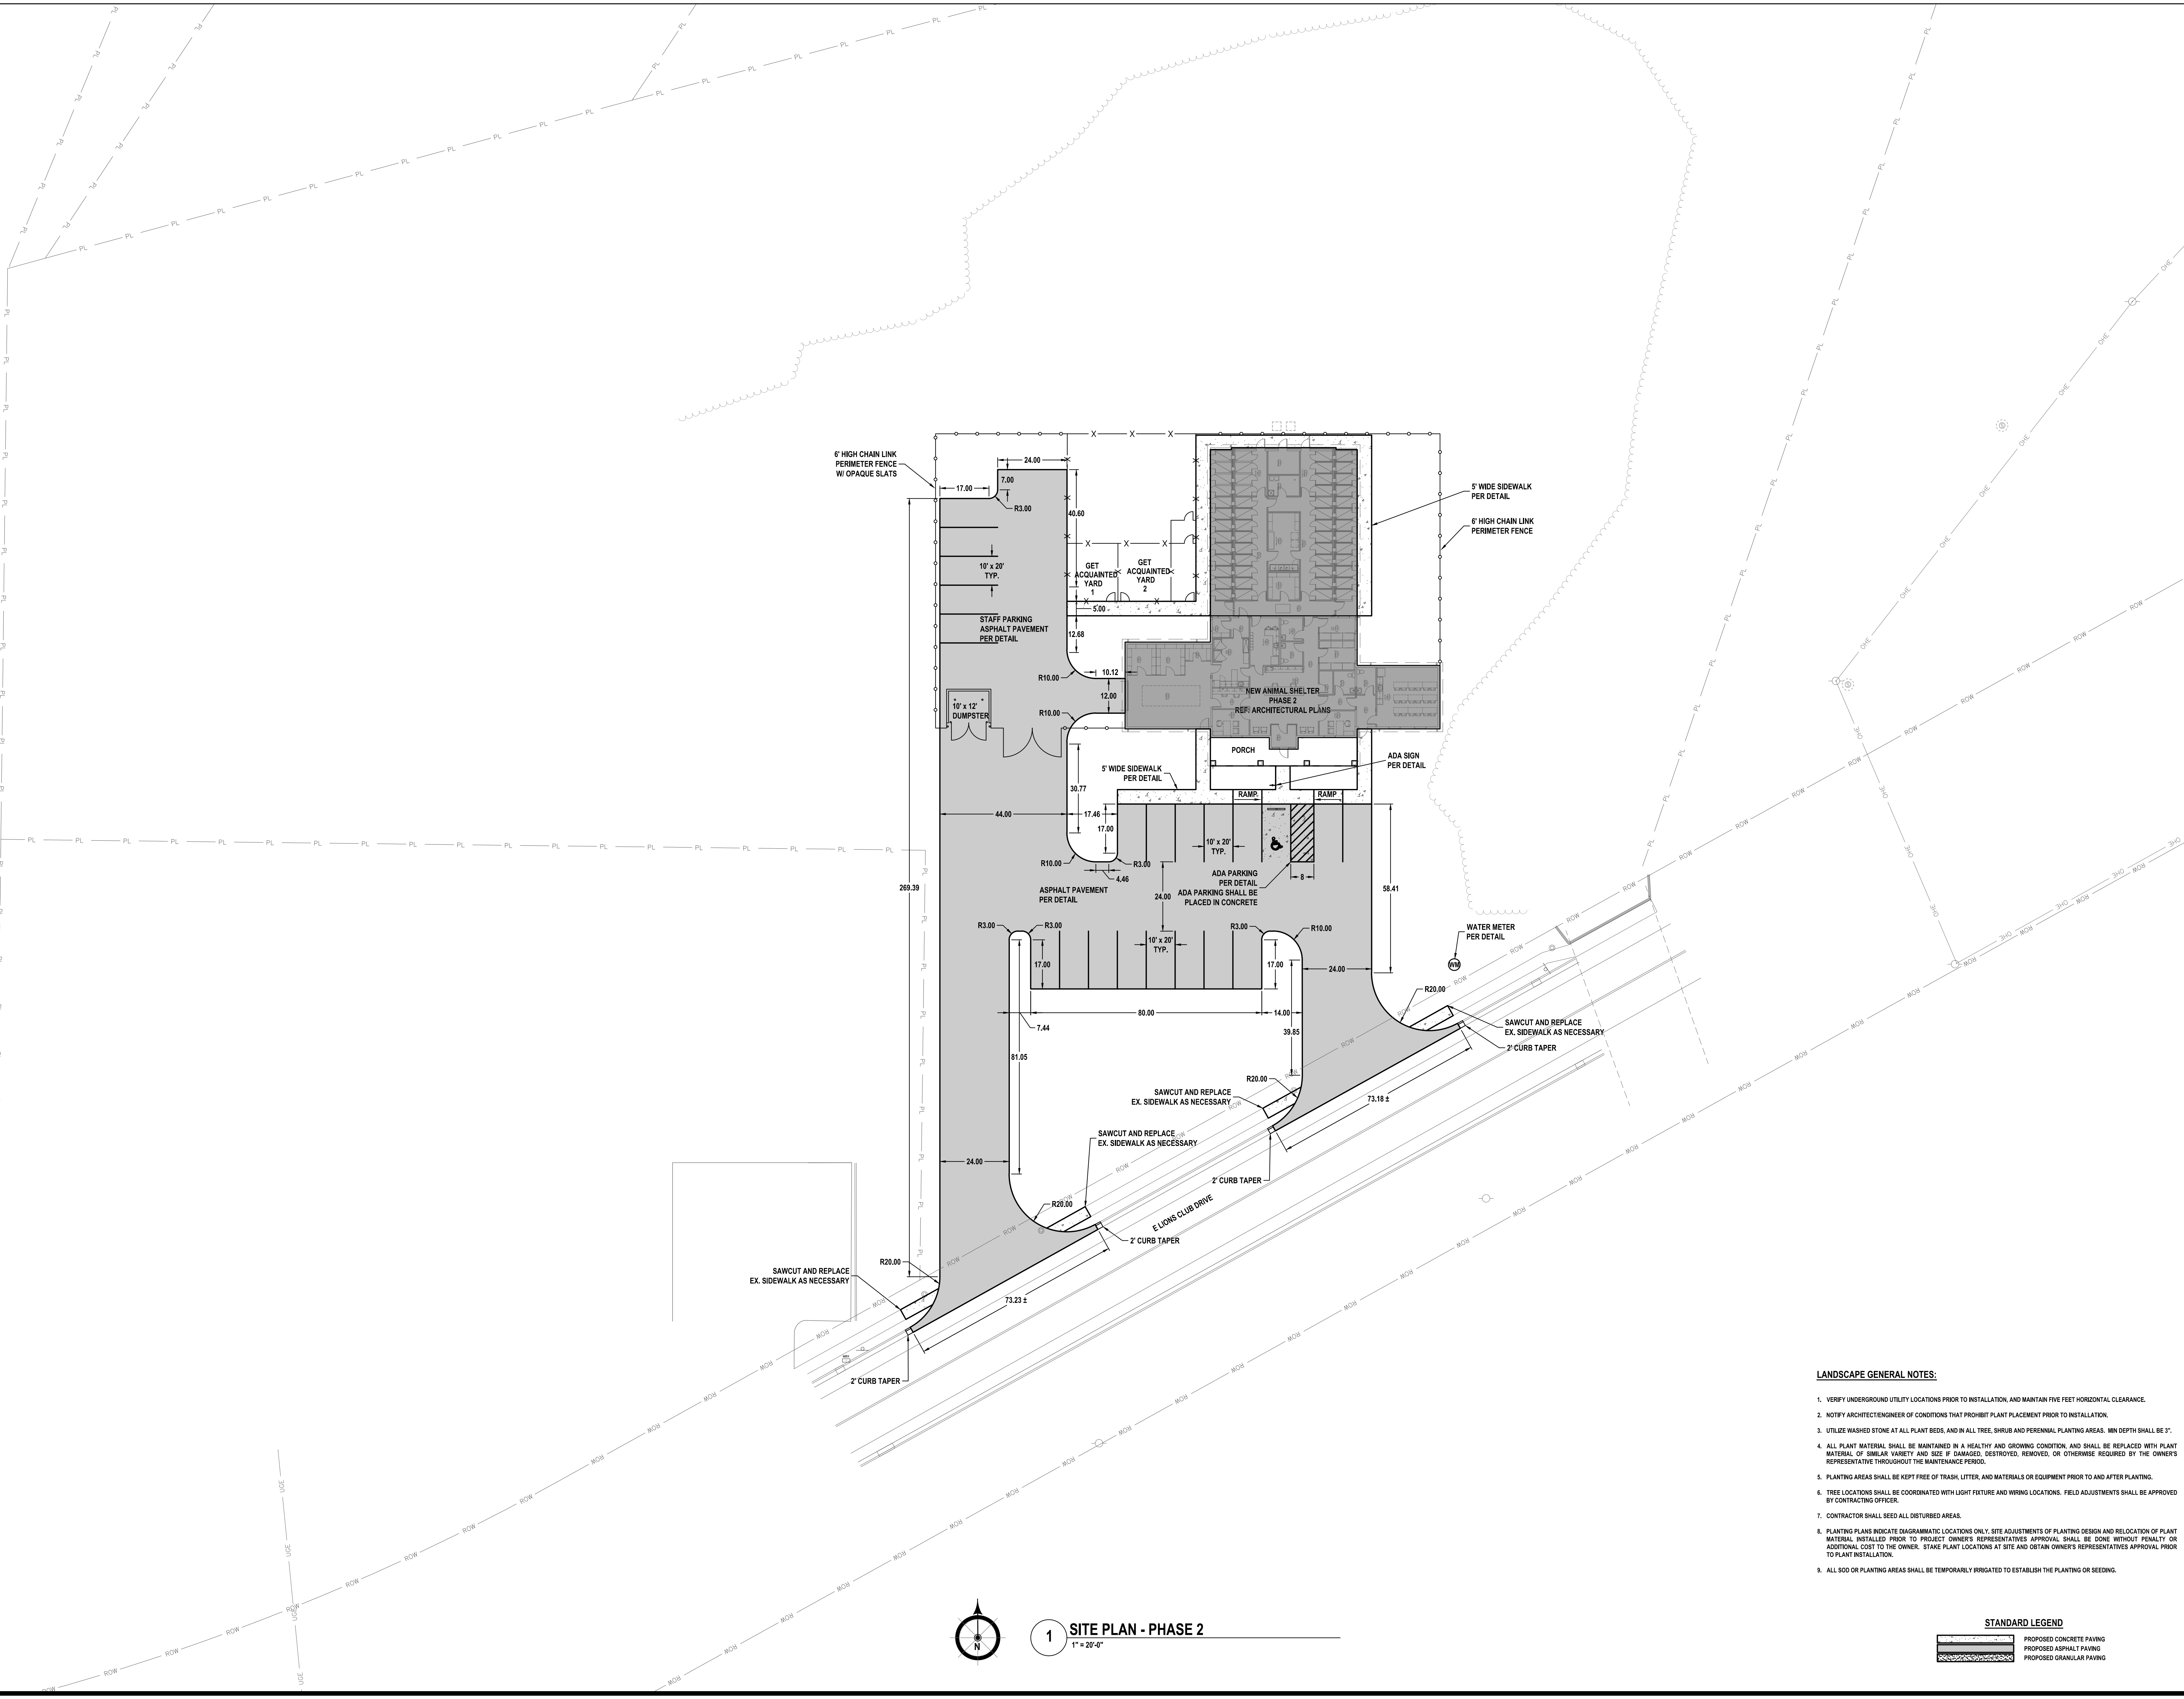 6' HIGH CHAIN LINK
PERIMETER FENCE
W/ OPAQUE SLATS
24.00
7.00
17.00
R3.00
40.60
10' x 20'
TYP.
GET
ACQUAINTED
YARD
1
GET
ACQUAINTED
YARD
2
5' WIDE SIDEWALK
PER DETAIL
6' HIGH CHAIN LINK
PERIMETER FENCE
5.00
STAFF PARKING
ASPHALT PAVEMENT
PER DETAIL
12.68
R10.00
10.12
12.00
R10.00
10' x 12'
DUMPSTER
NEW ANIMAL SHELTER
PHASE 2
REF. ARCHITECTURAL PLANS
PORCH
ADA SIGN
PER DETAIL
5' WIDE SIDEWALK
PER DETAIL
30.77
RAMP
RAMP
44.00
17.46
17.00
10' x 20'
TYP.
R10.00
R3.00
4.46
8
ADA PARKING
PER DETAIL
ADA PARKING SHALL BE
PLACED IN CONCRETE
24.00
58.41
269.39
ASPHALT PAVEMENT
PER DETAIL
R3.00
R3.00
R3.00
R10.00
10' x 20'
TYP.
17.00
17.00
24.00
WATER METER
PER DETAIL
WM
R20.00
80.00
14.00
7.44
39.85
SAWCUT AND REPLACE
EX. SIDEWALK AS NECESSARY
2' CURB TAPER
81.05
R20.00
73.18 ±
SAWCUT AND REPLACE
EX. SIDEWALK AS NECESSARY
SAWCUT AND REPLACE
EX. SIDEWALK AS NECESSARY
24.00
2' CURB TAPER
R20.00
E LIONS CLUB DRIVE
2' CURB TAPER
R20.00
SAWCUT AND REPLACE
EX. SIDEWALK AS NECESSARY
73.23 ±
2' CURB TAPER
PL
ROW
OHE
UGE
LANDSCAPE GENERAL NOTES:
1. VERIFY UNDERGROUND UTILITY LOCATIONS PRIOR TO INSTALLATION, AND MAINTAIN FIVE FEET HORIZONTAL CLEARANCE.
2. NOTIFY ARCHITECT/ENGINEER OF CONDITIONS THAT PROHIBIT PLANT PLACEMENT PRIOR TO INSTALLATION.
3. UTILIZE WASHED STONE AT ALL PLANT BEDS, AND IN ALL TREE, SHRUB AND PERENNIAL PLANTING AREAS. MIN DEPTH SHALL BE 3".
4. ALL PLANT MATERIAL SHALL BE MAINTAINED IN A HEALTHY AND GROWING CONDITION, AND SHALL BE REPLACED WITH PLANT
MATERIAL OF SIMILAR VARIETY AND SIZE IF DAMAGED, DESTROYED, REMOVED, OR OTHERWISE REQUIRED BY THE OWNER'S
REPRESENTATIVE THROUGHOUT THE MAINTENANCE PERIOD.
5. PLANTING AREAS SHALL BE KEPT FREE OF TRASH, LITTER, AND MATERIALS OR EQUIPMENT PRIOR TO AND AFTER PLANTING.
6. TREE LOCATIONS SHALL BE COORDINATED WITH LIGHT FIXTURE AND WIRING LOCATIONS. FIELD ADJUSTMENTS SHALL BE APPROVED
BY CONTRACTING OFFICER.
7. CONTRACTOR SHALL SEED ALL DISTURBED AREAS.
8. PLANTING PLANS INDICATE DIAGRAMMATIC LOCATIONS ONLY, SITE ADJUSTMENTS OF PLANTING DESIGN AND RELOCATION OF PLANT
MATERIAL INSTALLED PRIOR TO PROJECT OWNER'S REPRESENTATIVES APPROVAL SHALL BE DONE WITHOUT PENALTY OR
ADDITIONAL COST TO THE OWNER. STAKE PLANT LOCATIONS AT SITE AND OBTAIN OWNER'S REPRESENTATIVES APPROVAL PRIOR
TO PLANT INSTALLATION.
9. ALL SOD OR PLANTING AREAS SHALL BE TEMPORARILY IRRIGATED TO ESTABLISH THE PLANTING OR SEEDING.
N
1
SITE PLAN - PHASE 2
1" = 20'-0"
STANDARD LEGEND
PROPOSED CONCRETE PAVING
PROPOSED ASPHALT PAVING
PROPOSED GRANULAR PAVING